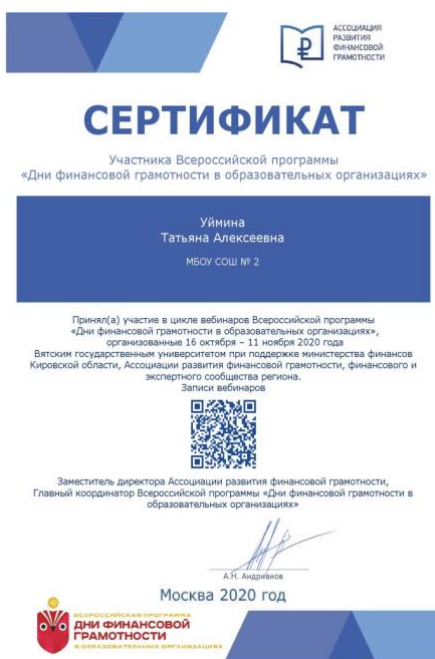 АССОЦИАЦИЯ
РАЗВИТИЯ
ФИНАНСОВОЙ
ГРАМОТНОСТИ
СЕРТИФИКАТ
Участника Всероссийской программы
«Дни финансовой грамотности в образовательных организациях»
Уймина
Татьяна Алексеевна
МБОУ СОШ № 2
Принял(а) участие в цикле вебинаров Всероссийской программы
«Дни финансовой грамотности в образовательных организациях»,
организованные 16 октября – 11 ноября 2020 года
Вятским государственным университетом при поддержке министерства финансов
Кировской области, Ассоциации развития финансовой грамотности, финансового и
экспертного сообщества региона.
Записи вебинаров
Заместитель директора Ассоциации развития финансовой грамотности,
Главный координатор Всероссийской программы «Дни финансовой грамотности в
образовательных организациях»
А.Н. Андрианов
Москва 2020 год
ВСЕРОССИЙСКАЯ ПРОГРАММА
ДНИ ФИНАНСОВОЙ
ГРАМОТНОСТИ
В ОБРАЗОВАТЕЛЬНЫХ ОРГАНИЗАЦИЯХ